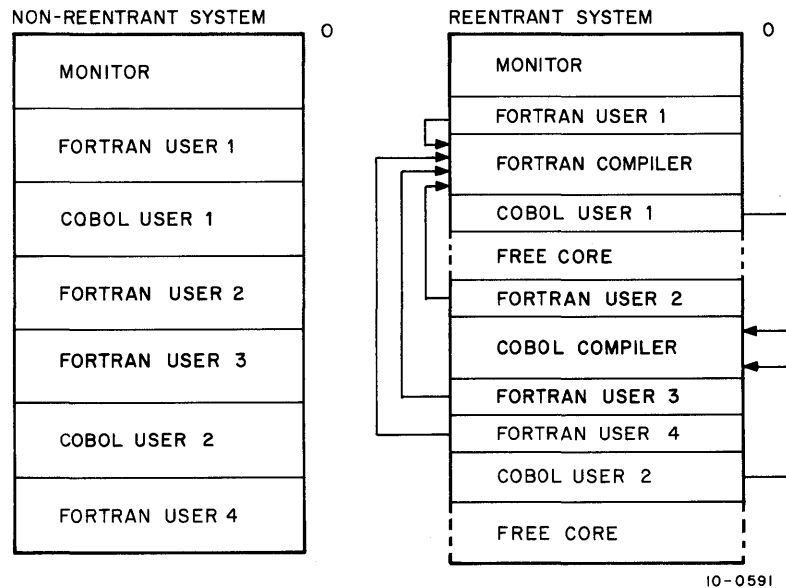 NON-REENTRANT SYSTEM
0
MONITOR
FORTRAN USER 1
COBOL USER 1
FORTRAN USER 2
FORTRAN USER 3
COBOL USER 2
FORTRAN USER 4
REENTRANT SYSTEM
0
MONITOR
FORTRAN USER 1
FORTRAN COMPILER
COBOL USER 1
FREE CORE
FORTRAN USER 2
COBOL COMPILER
FORTRAN USER 3
FORTRAN USER 4
COBOL USER 2
FREE CORE
10-0591